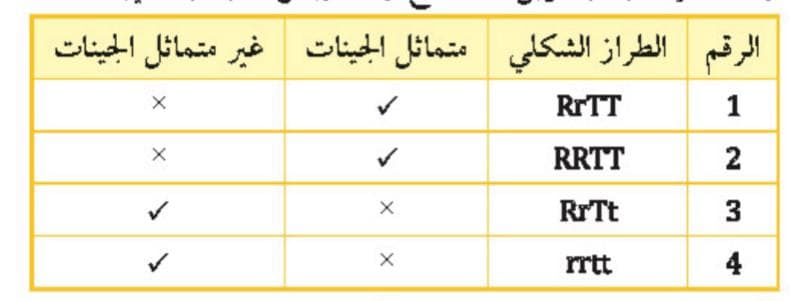 الرقم الطراز الشكلي متماثل الجينات غير متماثل الجينات
1 RrTT ✓ ×
2 RRTT ✓ ×
3 RrTt × ✓
4 rrtt × ✓